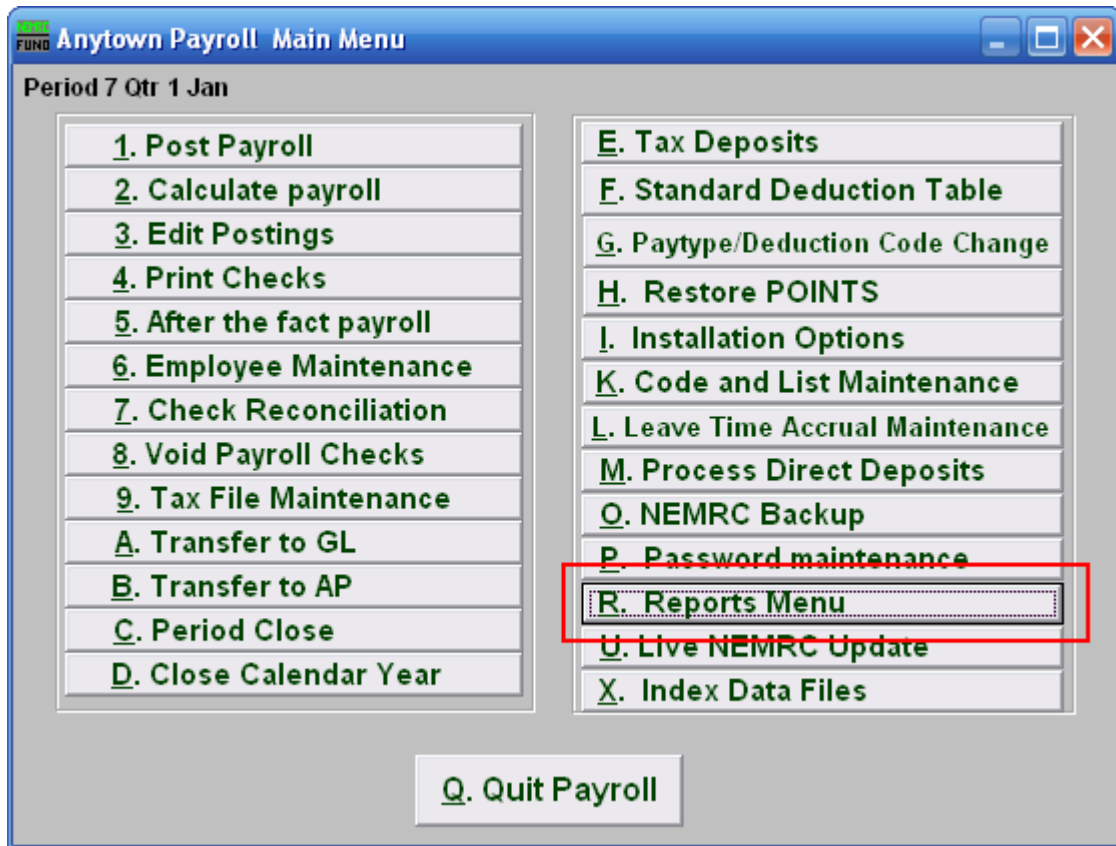 NEMRC
FUND Anytown Payroll Main Menu
Period 7 Qtr 1 Jan
1. Post Payroll
2. Calculate payroll
3. Edit Postings
4. Print Checks
5. After the fact payroll
6. Employee Maintenance
7. Check Reconciliation
8. Void Payroll Checks
9. Tax File Maintenance
A. Transfer to GL
B. Transfer to AP
C. Period Close
D. Close Calendar Year
E. Tax Deposits
F. Standard Deduction Table
G. Paytype/Deduction Code Change
H. Restore POINTS
I. Installation Options
K. Code and List Maintenance
L. Leave Time Accrual Maintenance
M. Process Direct Deposits
O. NEMRC Backup
P. Password maintenance
R. Reports Menu
U. Live NEMRC Update
X. Index Data Files
Q. Quit Payroll